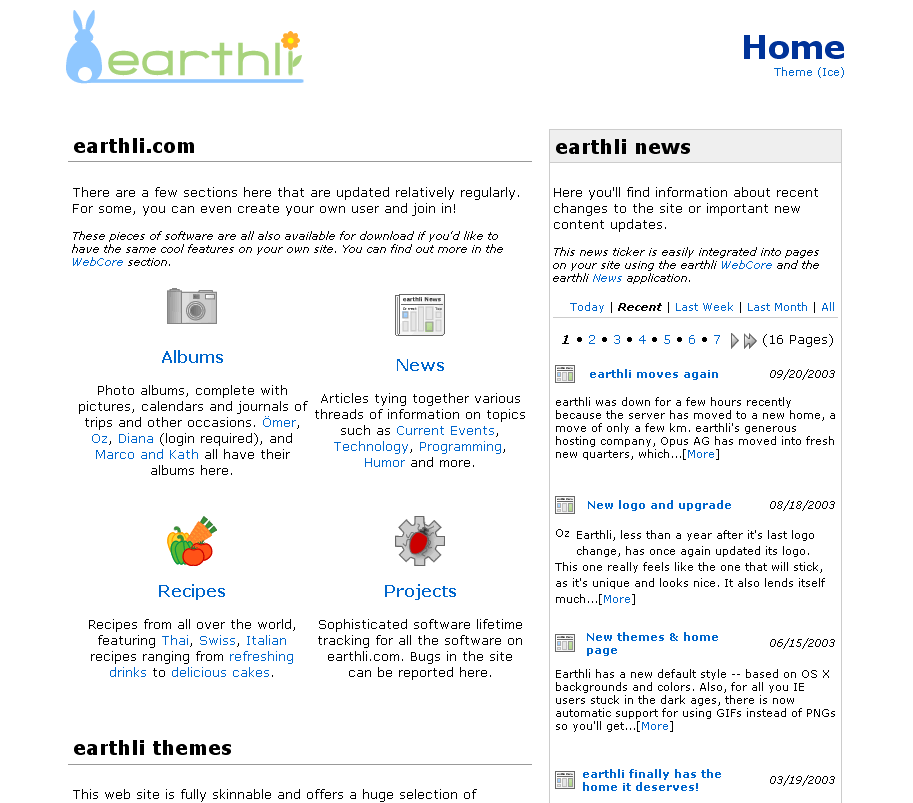 earthli
Home
Theme (Ice)
earthli.com
There are a few sections here that are updated relatively regularly.
For some, you can even create your own user and join in!
These pieces of software are all also available for download if you'd like to
have the same cool features on your own site. You can find out more in the
WebCore section.
Albums
Photo albums, complete with
pictures, calendars and journals of
trips and other occasions. Ömer,
Oz, Diana (login required), and
Marco and Kath all have their
albums here.
earthli News
News
Articles tying together various
threads of information on topics
such as Current Events,
Technology, Programming,
Humor and more.
Recipes
Recipes from all over the world,
featuring Thai, Swiss, Italian
recipes ranging from refreshing
drinks to delicious cakes.
Projects
Sophisticated software lifetime
tracking for all the software on
earthli.com. Bugs in the site
can be reported here.
earthli themes
This web site is fully skinnable and offers a huge selection of
earthli news
Here you'll find information about recent
changes to the site or important new
content updates.
This news ticker is easily integrated into pages
on your site using the earthli WebCore and the
earthli News application.
Today | Recent | Last Week | Last Month | All
1 • 2 • 3 • 4 • 5 • 6 • 7 (16 Pages)
earthli moves again 09/20/2003
earthli was down for a few hours recently
because the server has moved to a new home, a
move of only a few km. earthli's generous
hosting company, Opus AG has moved into fresh
new quarters, which...[More]
New logo and upgrade 08/18/2003
Oz Earthli, less than a year after it's last logo
change, has once again updated its logo.
This one really feels like the one that will stick,
as it's unique and looks nice. It also lends itself
much...[More]
New themes & home
page 06/15/2003
Earthli has a new default style -- based on OS X
backgrounds and colors. Also, for all you IE
users stuck in the dark ages, there is now
automatic support for using GIFs instead of PNGs
so you'll get...[More]
earthli finally has the
home it deserves! 03/19/2003